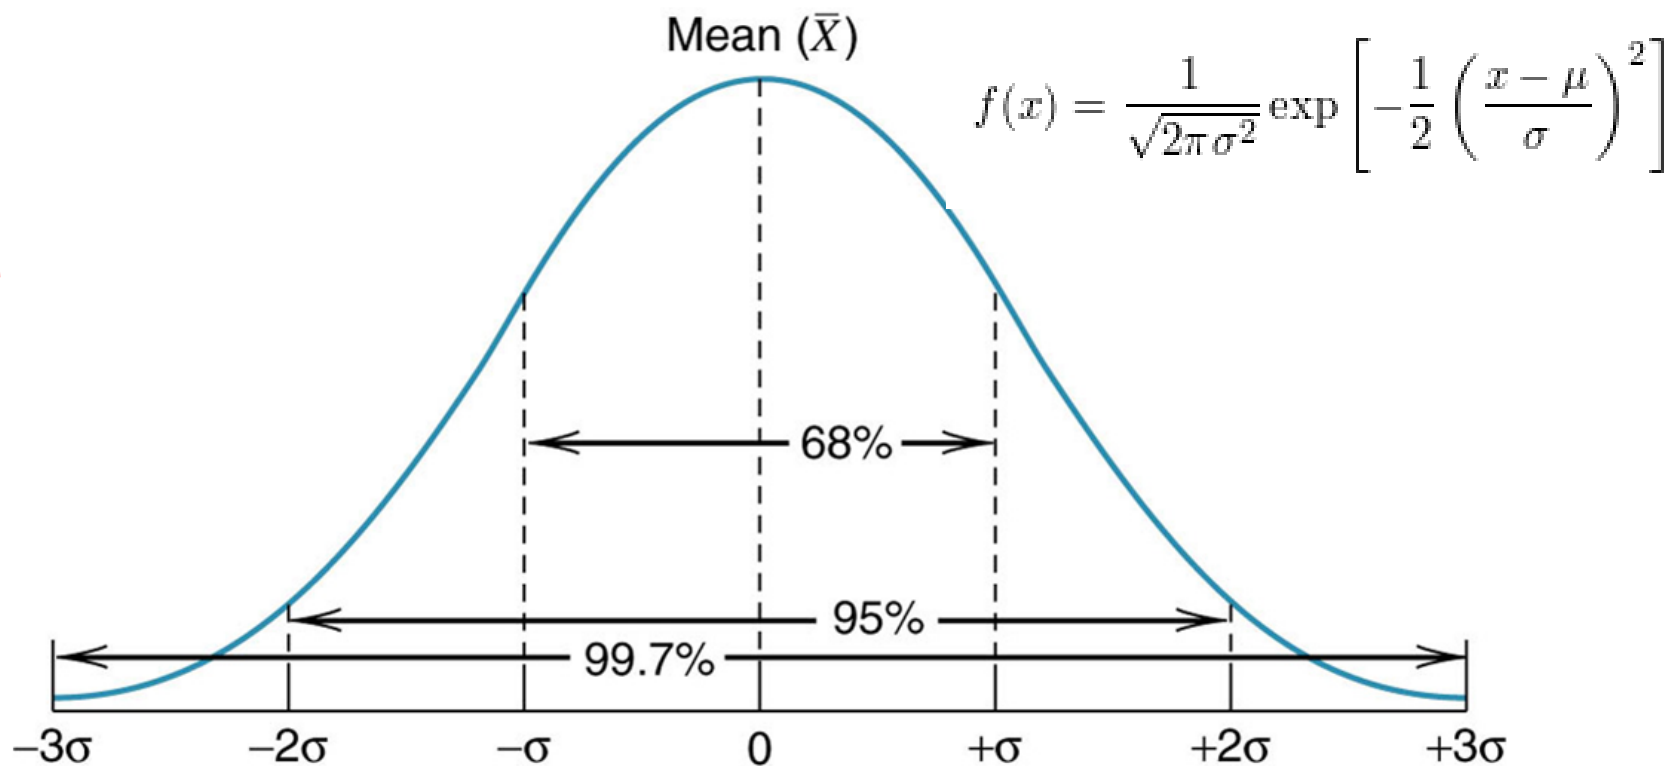 Mean (X̄)
f(x) = 1/√(2πσ²) exp[−1/2 ((x − μ)/σ)²]
68%
95%
99.7%
−3σ −2σ −σ 0 +σ +2σ +3σ